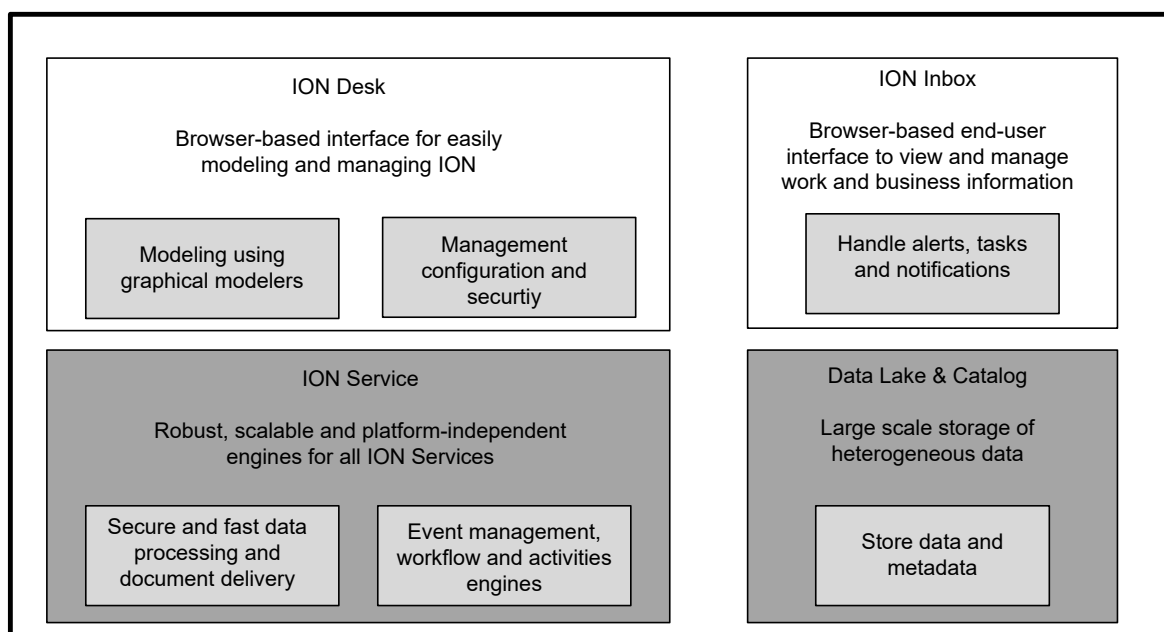 ION Desk
Browser-based interface for easily
modeling and managing ION
Modeling using
graphical modelers
Management
configuration and
securtiy
ION Inbox
Browser-based end-user
interface to view and manage
work and business information
Handle alerts, tasks
and notifications
ION Service
Robust, scalable and platform-independent
engines for all ION Services
Secure and fast data
processing and
document delivery
Event management,
workflow and activities
engines
Data Lake & Catalog
Large scale storage of
heterogeneous data
Store data and
metadata